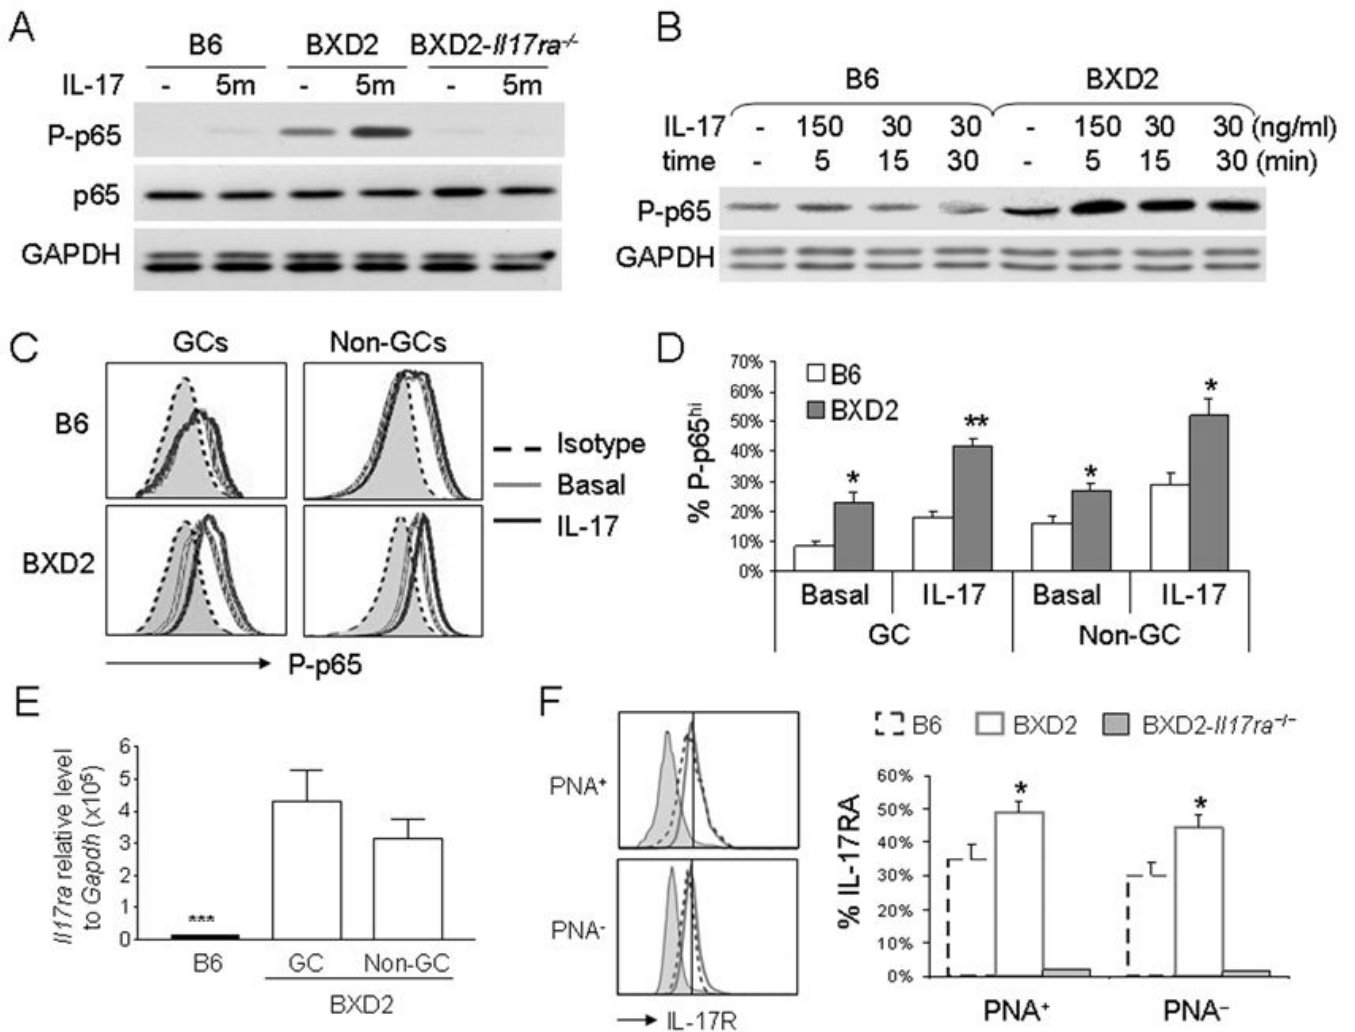 A
B6 BXD2 BXD2-Il17ra-/-
IL-17 - 5m - 5m - 5m
P-p65
p65
GAPDH
B
B6 BXD2
IL-17 - 150 30 30 - 150 30 30 (ng/ml)
time - 5 15 30 - 5 15 30 (min)
P-p65
GAPDH
C
GCs Non-GCs
B6
BXD2
Isotype
Basal
IL-17
P-p65
D
% P-p65hi
70%
60%
50%
40%
30%
20%
10%
0%
B6
BXD2
* ** * *
Basal IL-17 Basal IL-17
GC Non-GC
E
Il17ra relative level
to Gapdh (x10⁵)
6
5
4
3
2
1
0
***
B6 GC Non-GC
BXD2
F
PNA+
PNA-
IL-17R
B6 BXD2 BXD2-Il17ra-/-
% IL-17RA
60%
50%
40%
30%
20%
10%
0%
* *
PNA+ PNA-